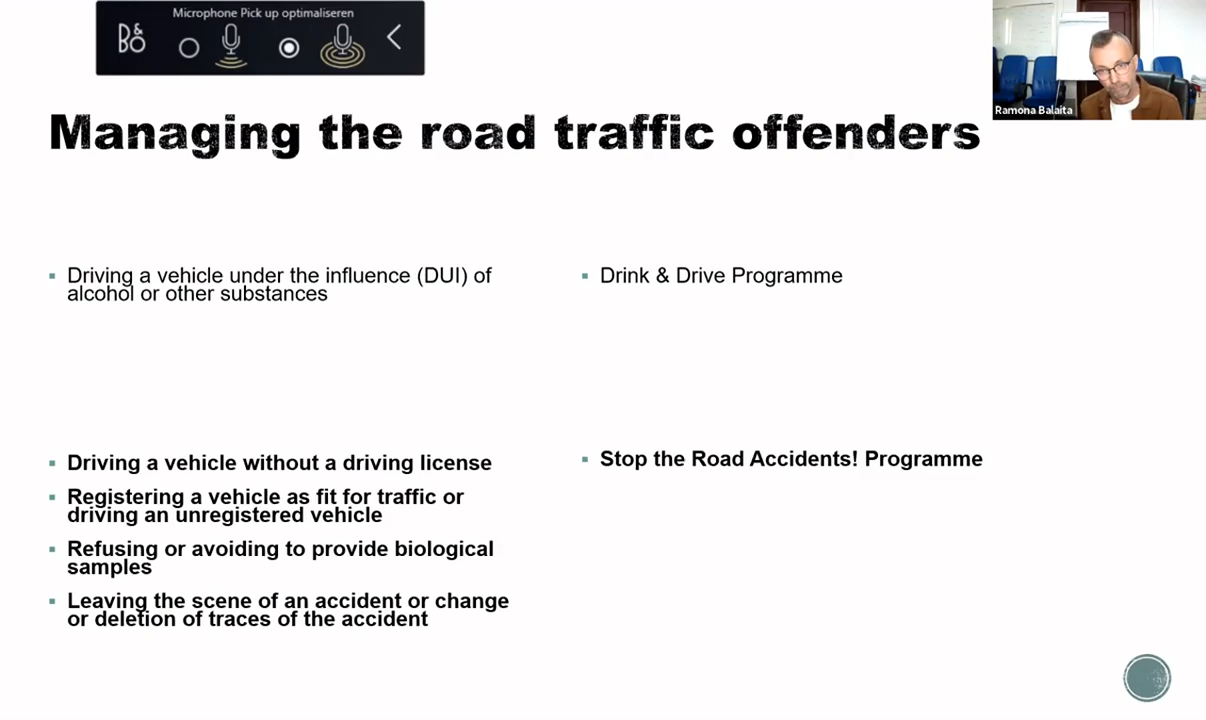 Microphone Pick up optimaliseren
B&O
Ramona Balaita
Managing the road traffic offenders
Driving a vehicle under the influence (DUI) of
alcohol or other substances
Drink & Drive Programme
Driving a vehicle without a driving license
Registering a vehicle as fit for traffic or
driving an unregistered vehicle
Refusing or avoiding to provide biological
samples
Leaving the scene of an accident or change
or deletion of traces of the accident
Stop the Road Accidents! Programme